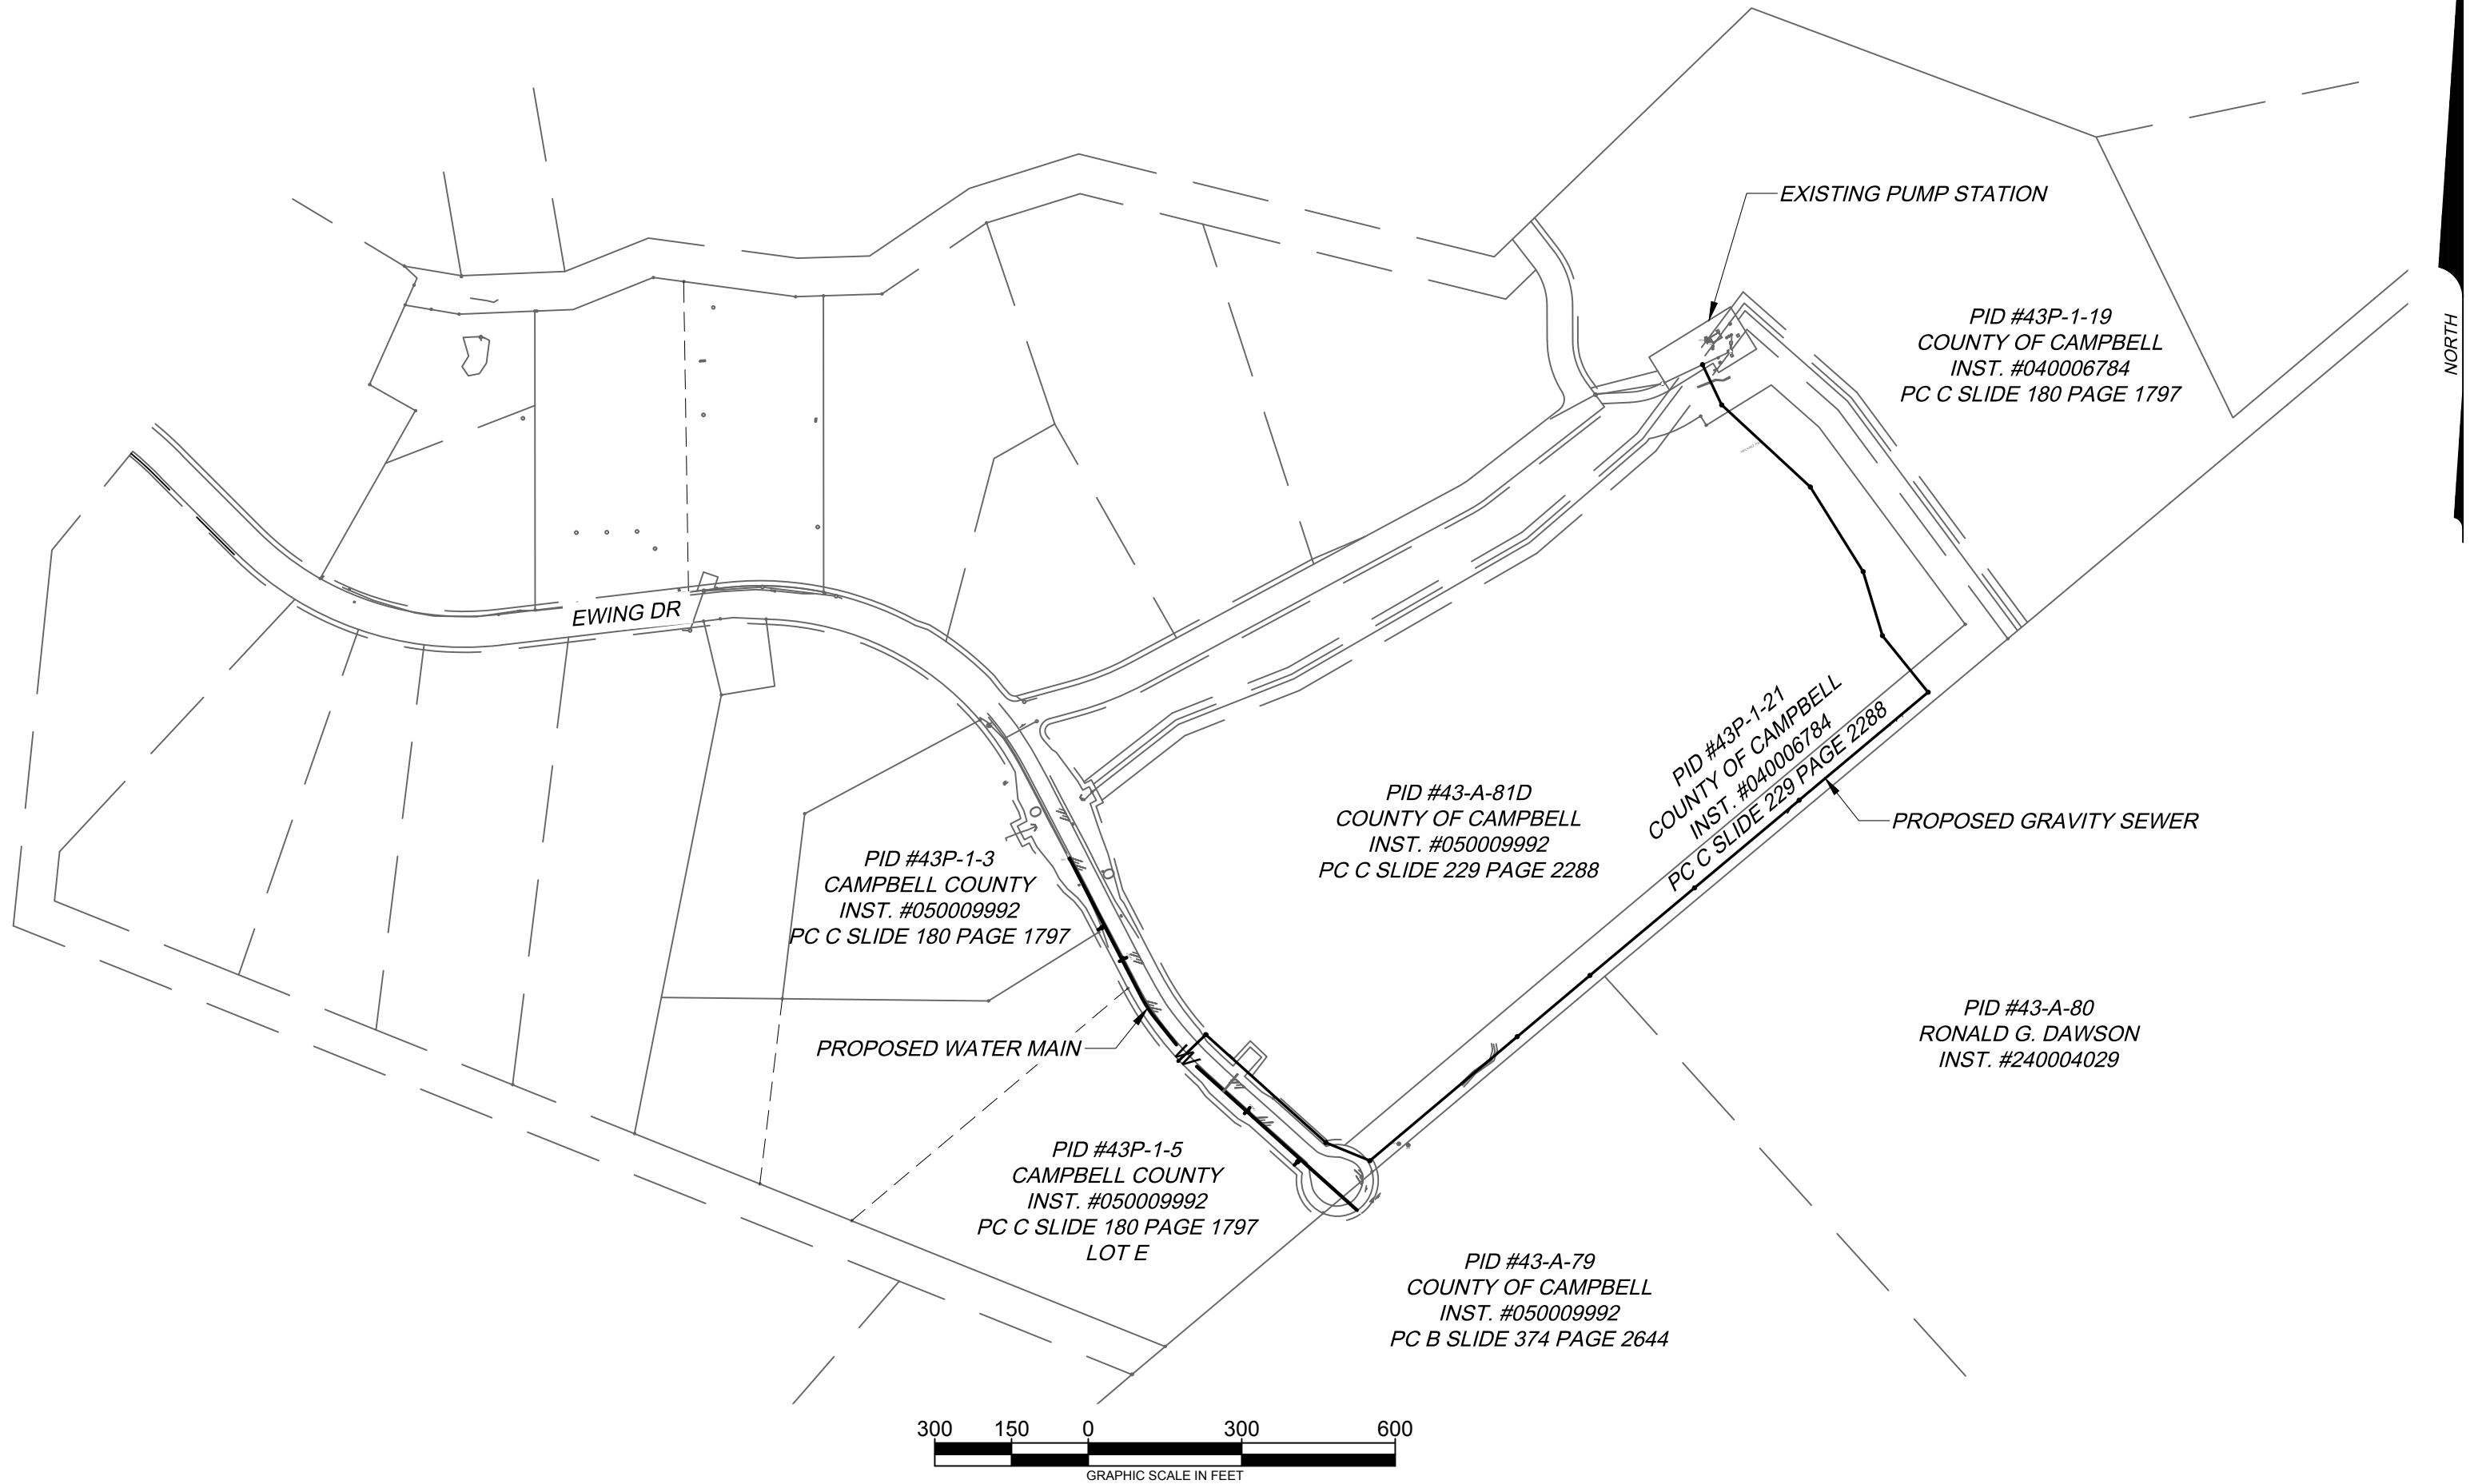 EXISTING PUMP STATION
PID #43P-1-19
COUNTY OF CAMPBELL
INST. #040006784
PC C SLIDE 180 PAGE 1797
NORTH
EWING DR
PID #43P-1-21
COUNTY OF CAMPBELL
INST. #040006784
PC C SLIDE 229 PAGE 2288
PROPOSED GRAVITY SEWER
PID #43-A-81D
COUNTY OF CAMPBELL
INST. #050009992
PC C SLIDE 229 PAGE 2288
PID #43P-1-3
CAMPBELL COUNTY
INST. #050009992
PC C SLIDE 180 PAGE 1797
PROPOSED WATER MAIN
W
PID #43-A-80
RONALD G. DAWSON
INST. #240004029
PID #43P-1-5
CAMPBELL COUNTY
INST. #050009992
PC C SLIDE 180 PAGE 1797
LOT E
PID #43-A-79
COUNTY OF CAMPBELL
INST. #050009992
PC B SLIDE 374 PAGE 2644
300 150 0 300 600
GRAPHIC SCALE IN FEET